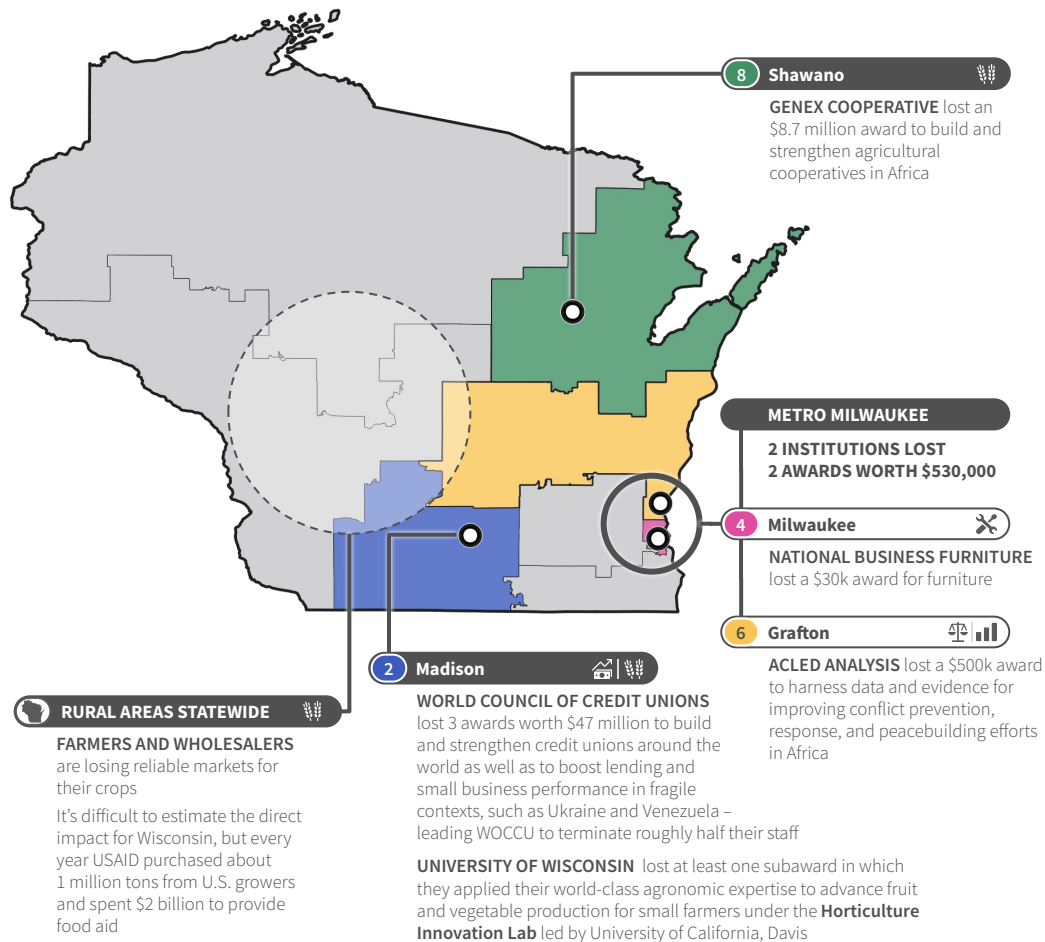 8 Shawano
GENEX COOPERATIVE lost an
$8.7 million award to build and
strengthen agricultural
cooperatives in Africa
METRO MILWAUKEE
2 INSTITUTIONS LOST
2 AWARDS WORTH $530,000
4 Milwaukee
NATIONAL BUSINESS FURNITURE
lost a $30k award for furniture
6 Grafton
ACLED ANALYSIS lost a $500k award
to harness data and evidence for
improving conflict prevention,
response, and peacebuilding efforts
in Africa
2 Madison
WORLD COUNCIL OF CREDIT UNIONS
lost 3 awards worth $47 million to build
and strengthen credit unions around the
world as well as to boost lending and
small business performance in fragile
contexts, such as Ukraine and Venezuela –
leading WOCCU to terminate roughly half their staff
UNIVERSITY OF WISCONSIN lost at least one subaward in which
they applied their world-class agronomic expertise to advance fruit
and vegetable production for small farmers under the Horticulture
Innovation Lab led by University of California, Davis
RURAL AREAS STATEWIDE
FARMERS AND WHOLESALERS
are losing reliable markets for
their crops
It's difficult to estimate the direct
impact for Wisconsin, but every
year USAID purchased about
1 million tons from U.S. growers
and spent $2 billion to provide
food aid